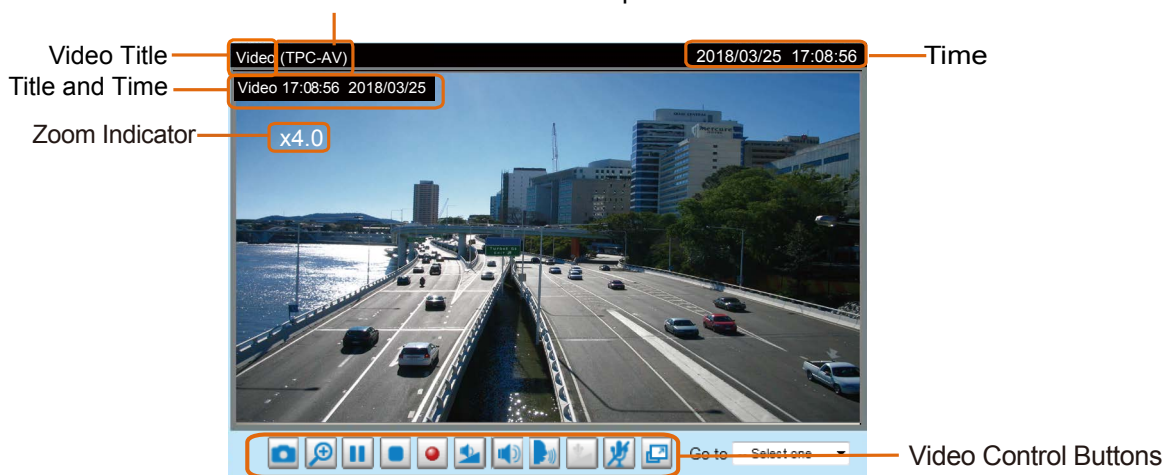 Video Title
Video (TPC-AV)
2018/03/25 17:08:56
Time
Title and Time
Video 17:08:56 2018/03/25
Zoom Indicator
x4.0
Go to
Select one
Video Control Buttons